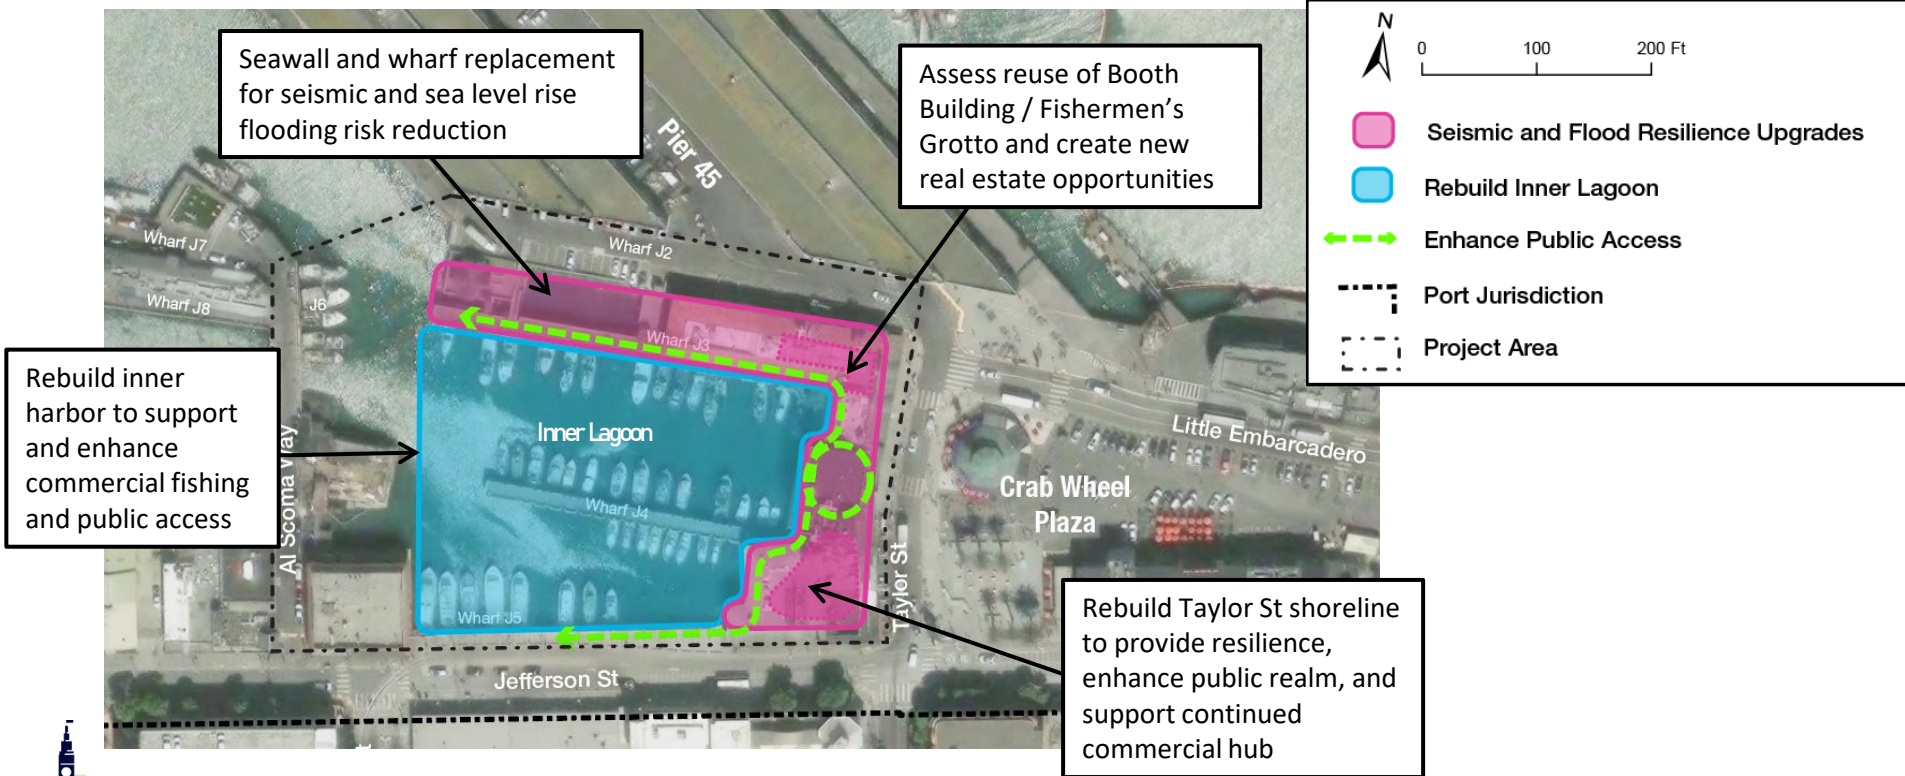 Seawall and wharf replacement
for seismic and sea level rise
flooding risk reduction
Assess reuse of Booth
Building / Fishermen's
Grotto and create new
real estate opportunities
N
0 100 200 Ft
Seismic and Flood Resilience Upgrades
Rebuild Inner Lagoon
Enhance Public Access
Port Jurisdiction
Project Area
Pier 45
Wharf J7
Wharf J2
Wharf J8
J6
Wharf J3
Rebuild inner
harbor to support
and enhance
commercial fishing
and public access
Inner Lagoon
Al Scoma Way
Wharf J4
Wharf J5
Little Embarcadero
Crab Wheel
Plaza
Taylor St
Jefferson St
Rebuild Taylor St shoreline
to provide resilience,
enhance public realm, and
support continued
commercial hub